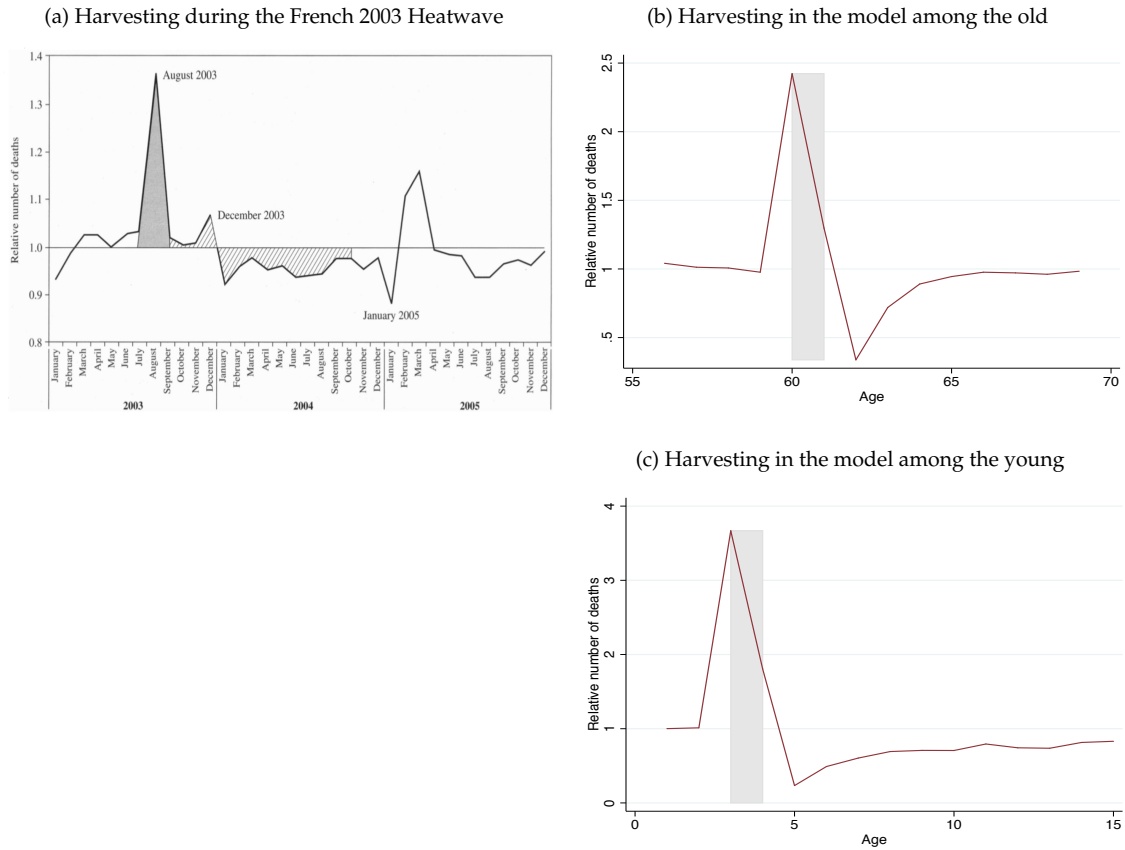 (a) Harvesting during the French 2003 Heatwave
1.4
1.3
1.2
1.1
1.0
0.9
0.8
Relative number of deaths
August 2003
December 2003
January 2005
January
February
March
April
May
June
July
August
September
October
November
December
January
February
March
April
May
June
July
August
September
October
November
December
January
February
March
April
May
June
July
August
September
October
November
December
2003 2004 2005
(b) Harvesting in the model among the old
2.5
2
1.5
1
.5
Relative number of deaths
55 60 65 70
Age
(c) Harvesting in the model among the young
4
3
2
1
0
Relative number of deaths
0 5 10 15
Age